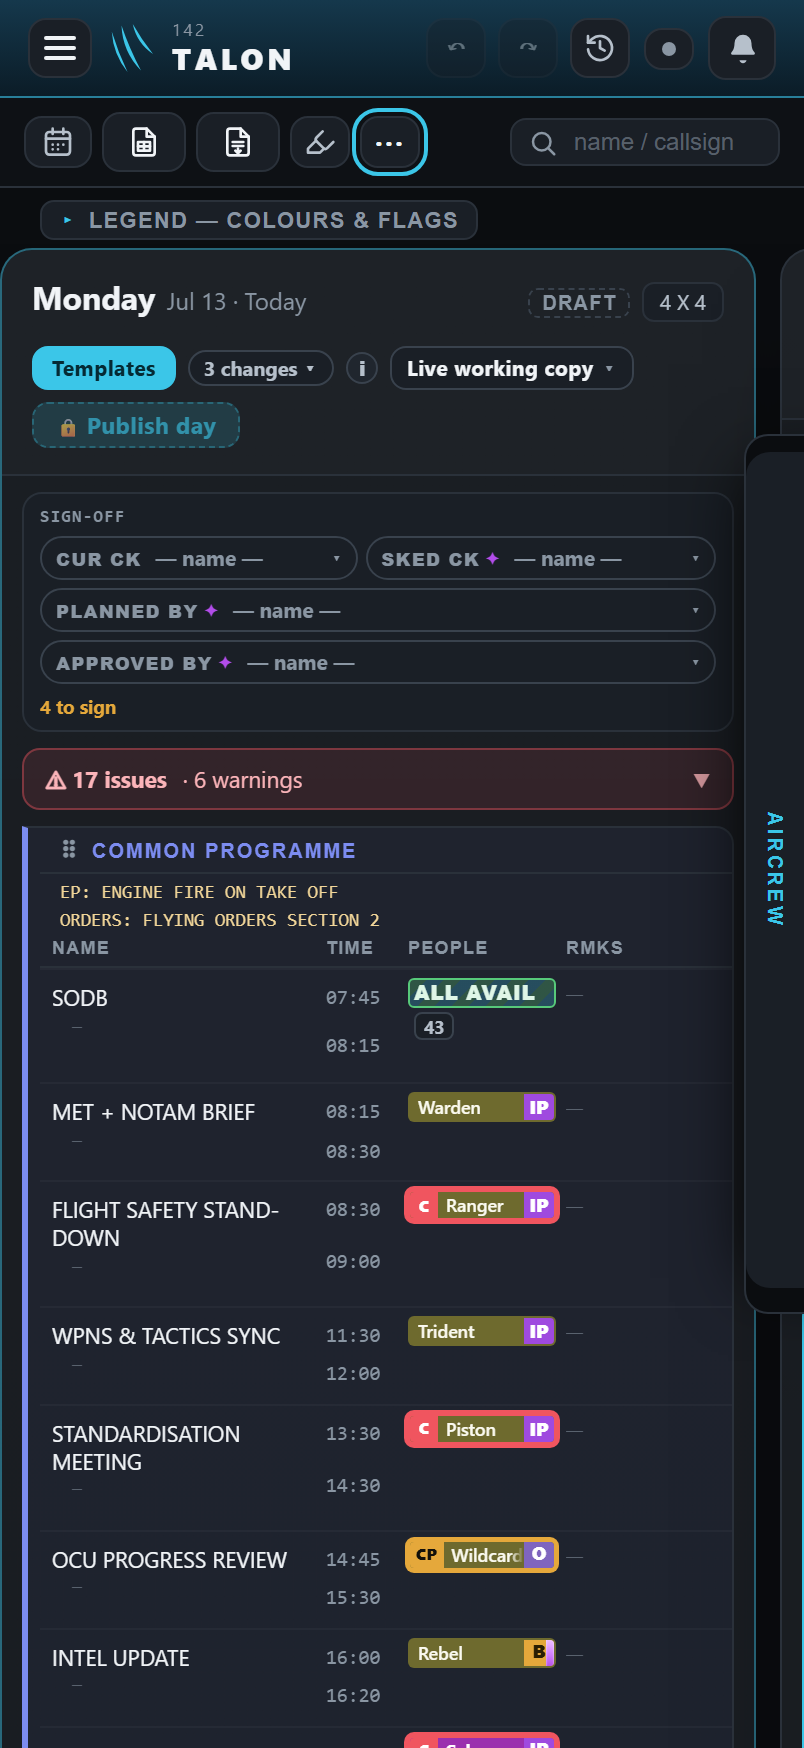 142
TALON
name / callsign
LEGEND — COLOURS & FLAGS
Monday Jul 13 · Today
DRAFT
4 X 4
Templates
3 changes
i
Live working copy
Publish day
SIGN-OFF
CUR CK — name —
SKED CK — name —
PLANNED BY — name —
APPROVED BY — name —
4 to sign
17 issues · 6 warnings
COMMON PROGRAMME
EP: ENGINE FIRE ON TAKE OFF
ORDERS: FLYING ORDERS SECTION 2
NAME TIME PEOPLE RMKS
SODB 07:45 ALL AVAIL —
— 08:15 43
MET + NOTAM BRIEF 08:15 Warden IP —
— 08:30
FLIGHT SAFETY STAND- 08:30 C Ranger IP —
DOWN
— 09:00
WPNS & TACTICS SYNC 11:30 Trident IP —
— 12:00
STANDARDISATION 13:30 C Piston IP —
MEETING
— 14:30
OCU PROGRESS REVIEW 14:45 CP Wildcard O —
— 15:30
INTEL UPDATE 16:00 Rebel B —
— 16:20
AIRCREW